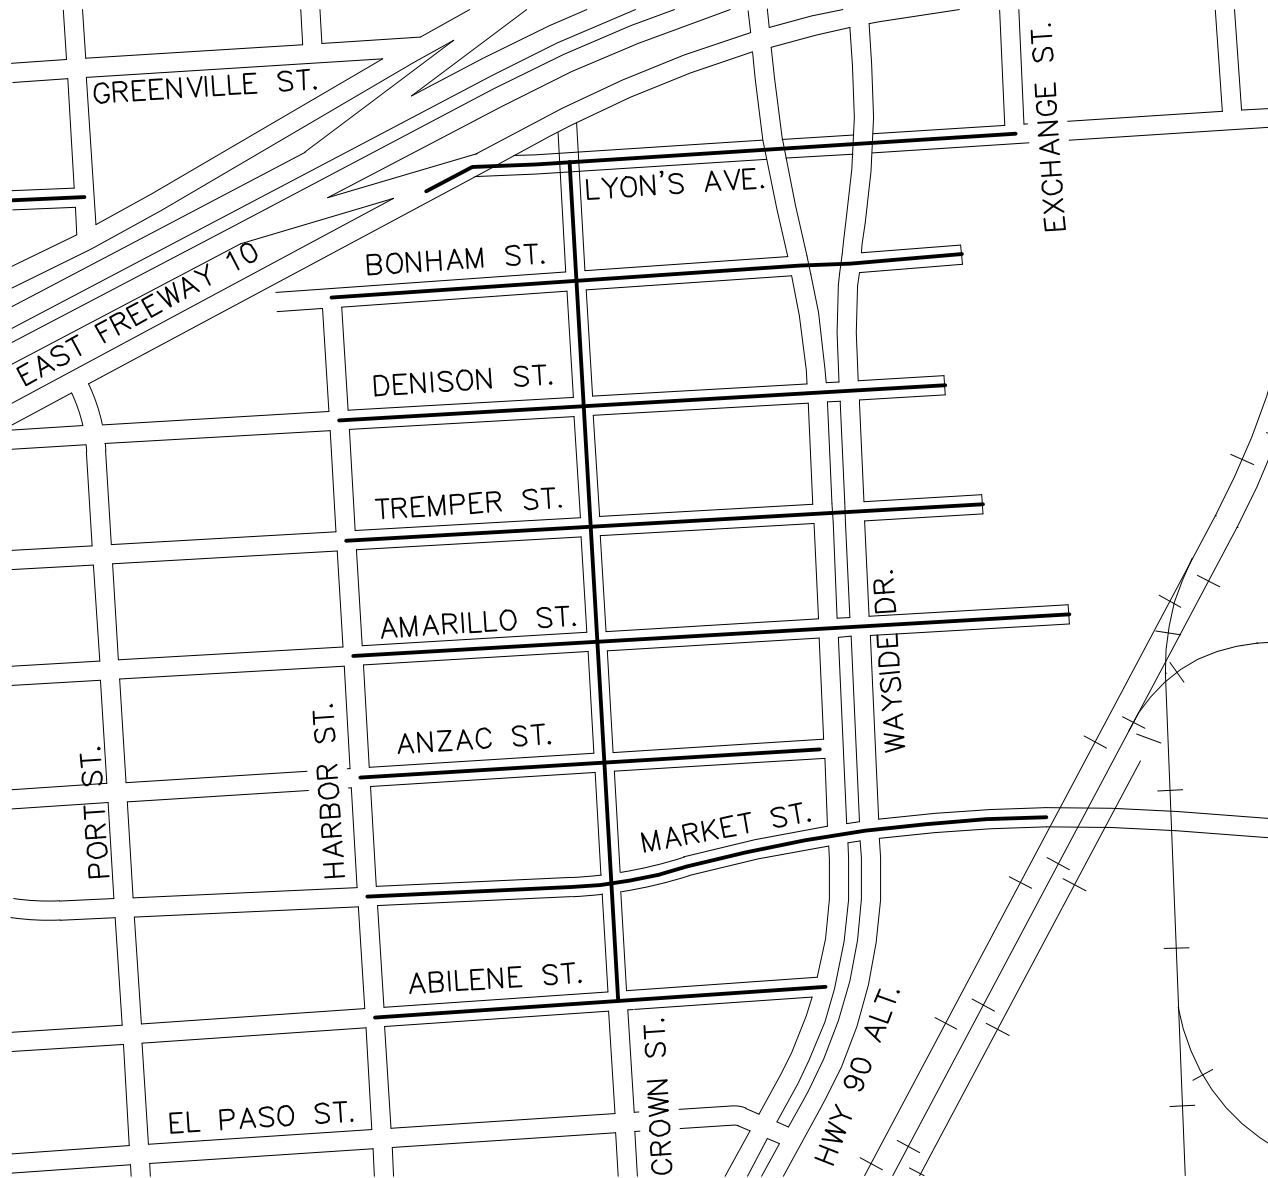 EXCHANGE ST.
GREENVILLE ST.
LYON'S AVE.
BONHAM ST.
EAST FREEWAY 10
DENISON ST.
TREMPER ST.
AMARILLO ST.
WAYSIDE DR.
ANZAC ST.
HARBOR ST.
PORT ST.
MARKET ST.
ABILENE ST.
HWY 90 ALT.
CROWN ST.
EL PASO ST.